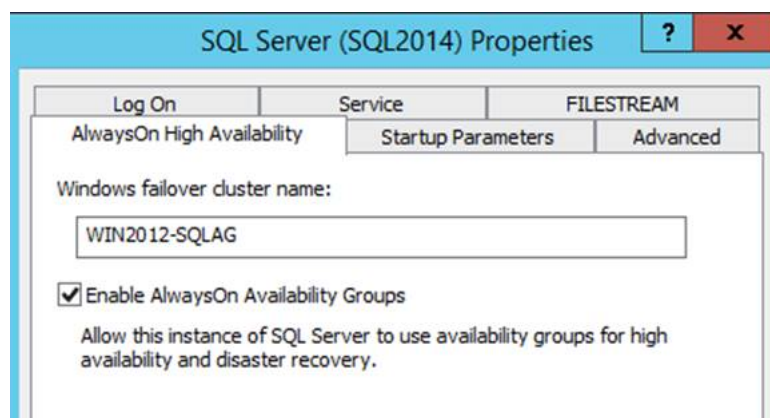 SQL Server (SQL2014) Properties
? x
Log On Service FILESTREAM
AlwaysOn High Availability Startup Parameters Advanced
Windows failover cluster name:
WIN2012-SQLAG
Enable AlwaysOn Availability Groups
Allow this instance of SQL Server to use availability groups for high
availability and disaster recovery.